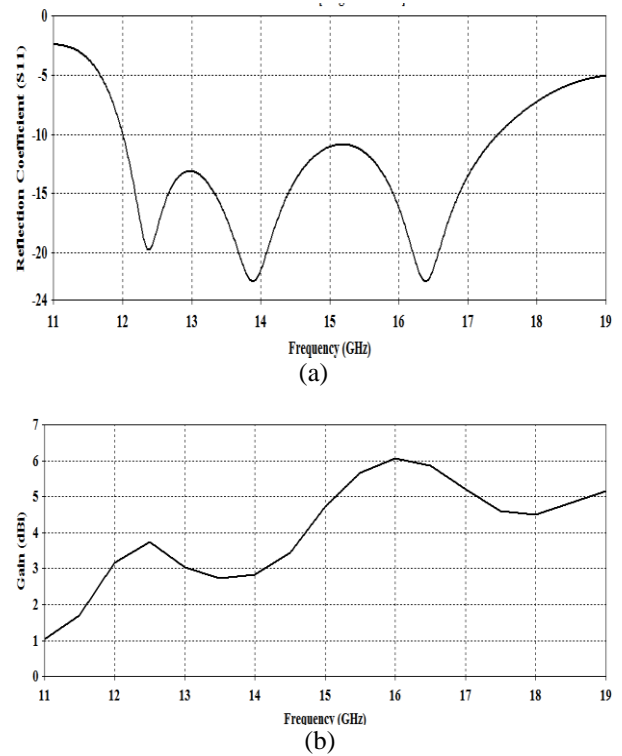 0
-5
-10
-15
-20
-24
Reflection Coefficient (S11)
11 12 13 14 15 16 17 18 19
Frequency (GHz)
(a)
7
6
5
4
3
2
1
0
Gain (dBi)
11 12 13 14 15 16 17 18 19
Frequency (GHz)
(b)